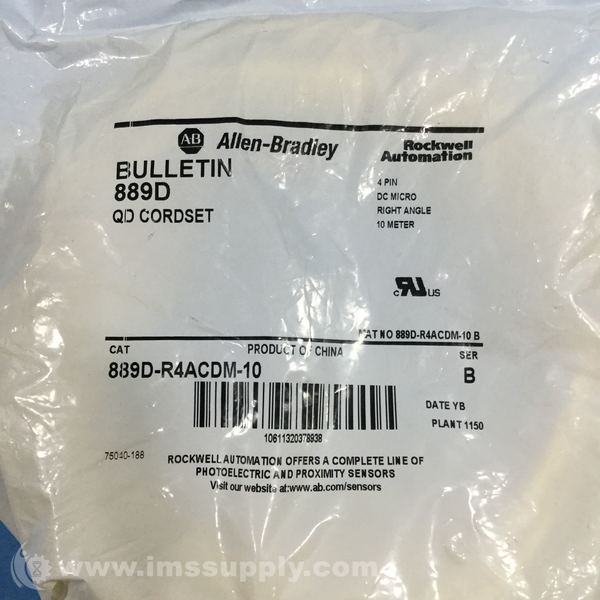 AB Allen-Bradley
Rockwell
Automation
BULLETIN
889D
QD CORDSET
4 PIN
DC MICRO
RIGHT ANGLE
10 METER
c RU US
MAT NO 889D-R4ACDM-10 B
CAT
PRODUCT OF CHINA
SER
889D-R4ACDM-10
B
10611320378938
DATE YB
PLANT 1150
75040-188
ROCKWELL AUTOMATION OFFERS A COMPLETE LINE OF
PHOTOELECTRIC AND PROXIMITY SENSORS
Visit our website at:www.ab.com/sensors
www.imssupply.com/